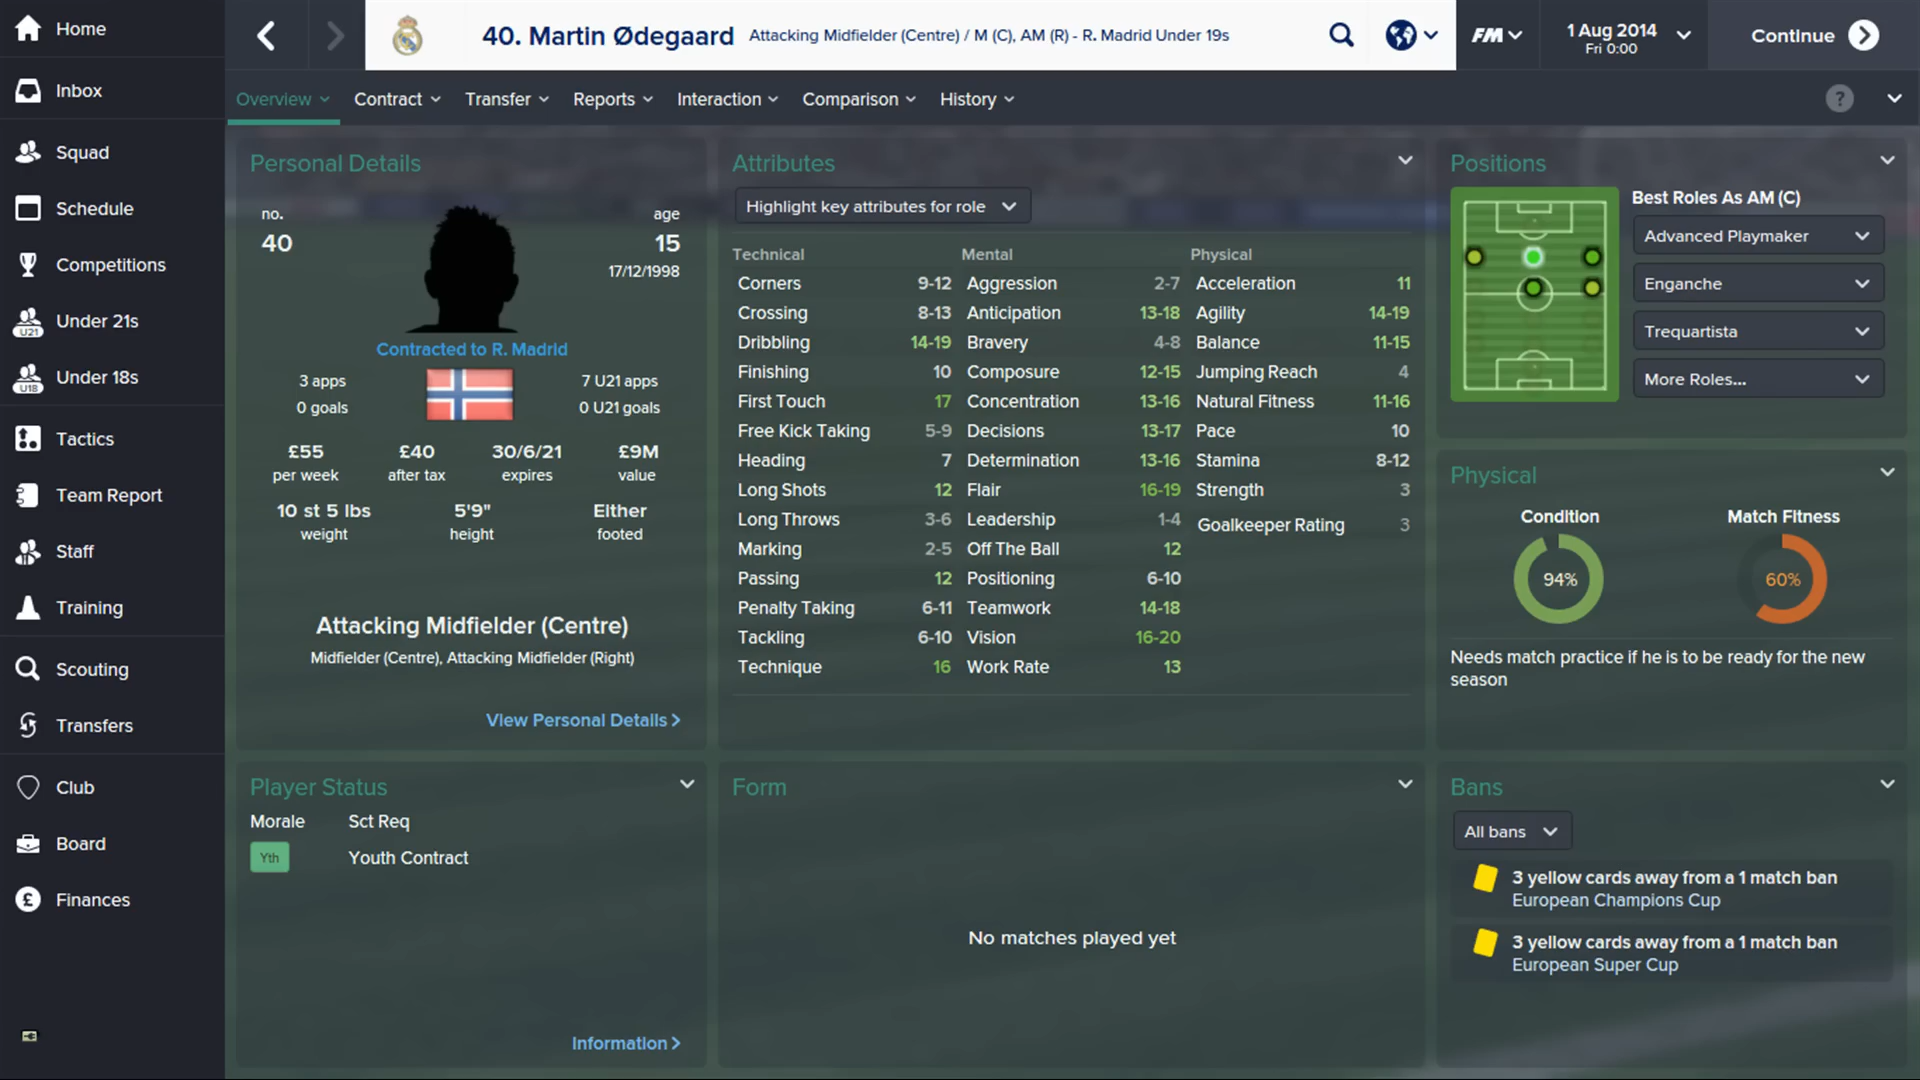 Home
Inbox
Squad
Schedule
Competitions
U21
Under 21s
U18
Under 18s
Tactics
Team Report
Staff
Training
Scouting
Transfers
Club
Board
Finances
40. Martin Ødegaard Attacking Midfielder (Centre) / M (C), AM (R) - R. Madrid Under 19s
FM
1 Aug 2014
Fri 0:00
Continue
Overview Contract Transfer Reports Interaction Comparison History
?
Personal Details
no.
40
age
15
17/12/1998
Contracted to R. Madrid
3 apps
0 goals
7 U21 apps
0 U21 goals
£55 £40 30/6/21 £9M
per week after tax expires value
10 st 5 lbs 5'9" Either
weight height footed
Attacking Midfielder (Centre)
Midfielder (Centre), Attacking Midfielder (Right)
View Personal Details >
Attributes
Highlight key attributes for role
Technical Mental Physical
Corners 9-12 Aggression 2-7 Acceleration 11
Crossing 8-13 Anticipation 13-18 Agility 14-19
Dribbling 14-19 Bravery 4-8 Balance 11-15
Finishing 10 Composure 12-15 Jumping Reach 4
First Touch 17 Concentration 13-16 Natural Fitness 11-16
Free Kick Taking 5-9 Decisions 13-17 Pace 10
Heading 7 Determination 13-16 Stamina 8-12
Long Shots 12 Flair 16-19 Strength 3
Long Throws 3-6 Leadership 1-4 Goalkeeper Rating 3
Marking 2-5 Off The Ball 12
Passing 12 Positioning 6-10
Penalty Taking 6-11 Teamwork 14-18
Tackling 6-10 Vision 16-20
Technique 16 Work Rate 13
Positions
Best Roles As AM (C)
Advanced Playmaker
Enganche
Trequartista
More Roles...
Physical
Condition Match Fitness
94% 60%
Needs match practice if he is to be ready for the new
season
Player Status
Morale Sct Req
Yth Youth Contract
Information >
Form
No matches played yet
Bans
All bans
3 yellow cards away from a 1 match ban
European Champions Cup
3 yellow cards away from a 1 match ban
European Super Cup